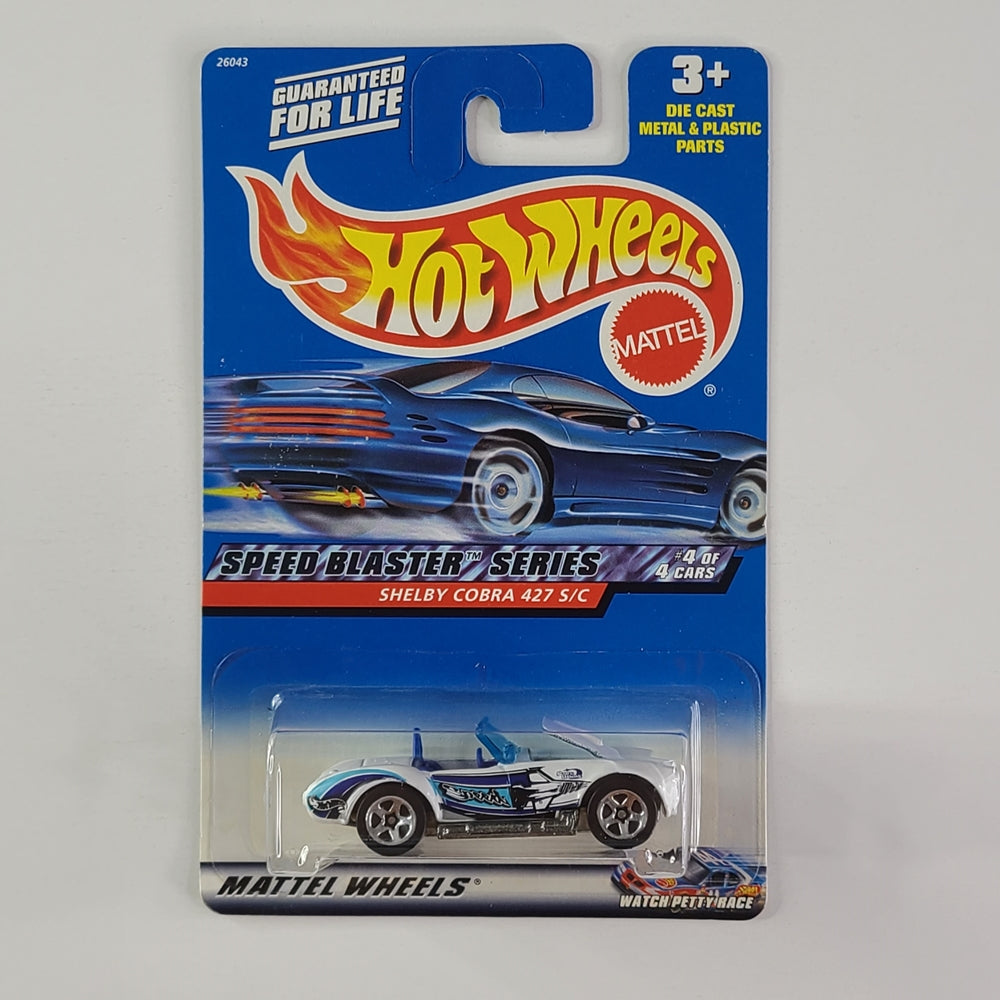 26043
GUARANTEED
FOR LIFE
3+
DIE CAST
METAL & PLASTIC
PARTS
HOT WHEELS
MATTEL
®
SPEED BLASTER™ SERIES
#4 OF
4 CARS
SHELBY COBRA 427 S/C
MATTEL WHEELS®
WATCH PETTY RACE